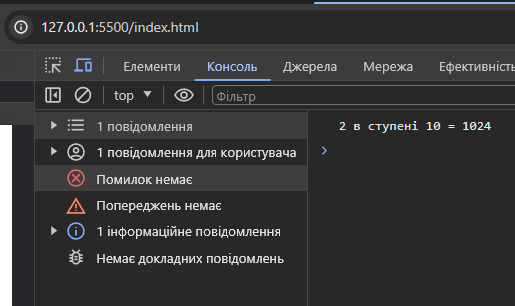 127.0.0.1:5500/index.html
Елементи Консоль Джерела Мережа Ефективність
top Фільтр
1 повідомлення
1 повідомлення для користувача
Помилок немає
Попереджень немає
1 інформаційне повідомлення
Немає докладних повідомлень
2 в ступені 10 = 1024